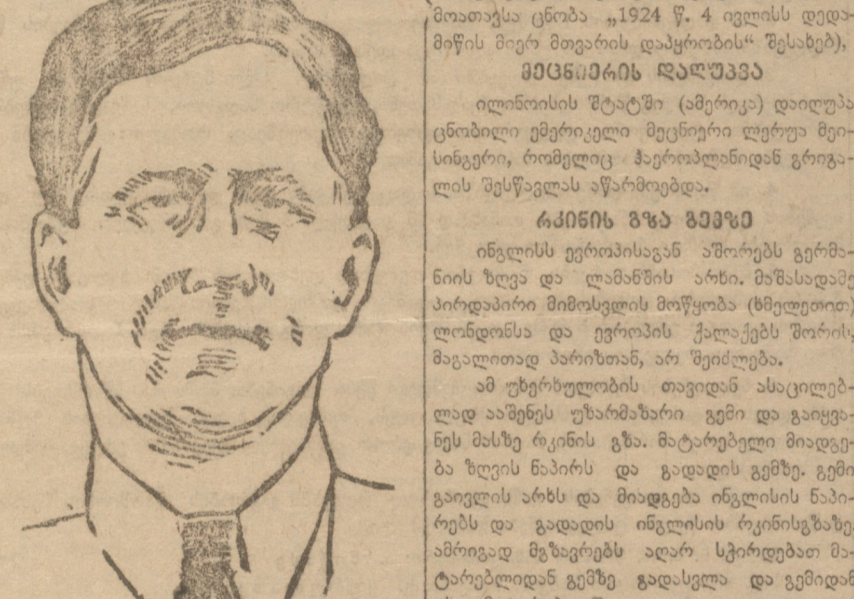 მოათავსა ცნობა „1924 წ. 4 ივლისს დედა-
მიწის მიერ მთვარის დაპყრობის“ შესახებ),
მეცნიერის დაღუპვა
ილინოისის შტატში (ამერიკა) დაიღუპა
ცნობილი ემერიკელი მეცნიერი ლერუა მეი-
სინგერი, რომელიც ჰაეროპლანიდან გრიგა-
ლის შესწავლას აწარმოებდა.
რკინის გზა გემზე
ინგლისს ევროპისაგან აშორებს გერმა-
ნიის ზღვა და ლამანშის არხი. მაშასადამე
პირდაპირი მიმოსვლის მოწყობა (ხმელეთით)
ლონდონსა და ევროპის ქალაქებს შორის,
მაგალითად პარიზთან, არ შეიძლება.
ამ უხერხულობის თავიდან ასაცილებ-
ლად ააშენეს უზარმაზარი გემი და გაიყვა-
ნეს მასზე რკინის გზა. მატარებელი მიადგე-
ბა ზღვის ნაპირს და გადადის გემზე. გემი
გაივლის არხს და მიადგება ინგლისის ნაპი-
რებს და გადადის ინგლისის რკინისგზაზე
ამრიგად მგზავრებს აღარ სჭირდებათ მა-
ტარებლიდან გემზე გადასვლა და გემიდან